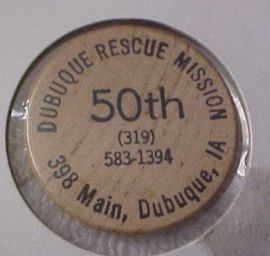 DUBUQUE RESCUE MISSION
50th
(319)
583-1394
398 Main, Dubuque, IA